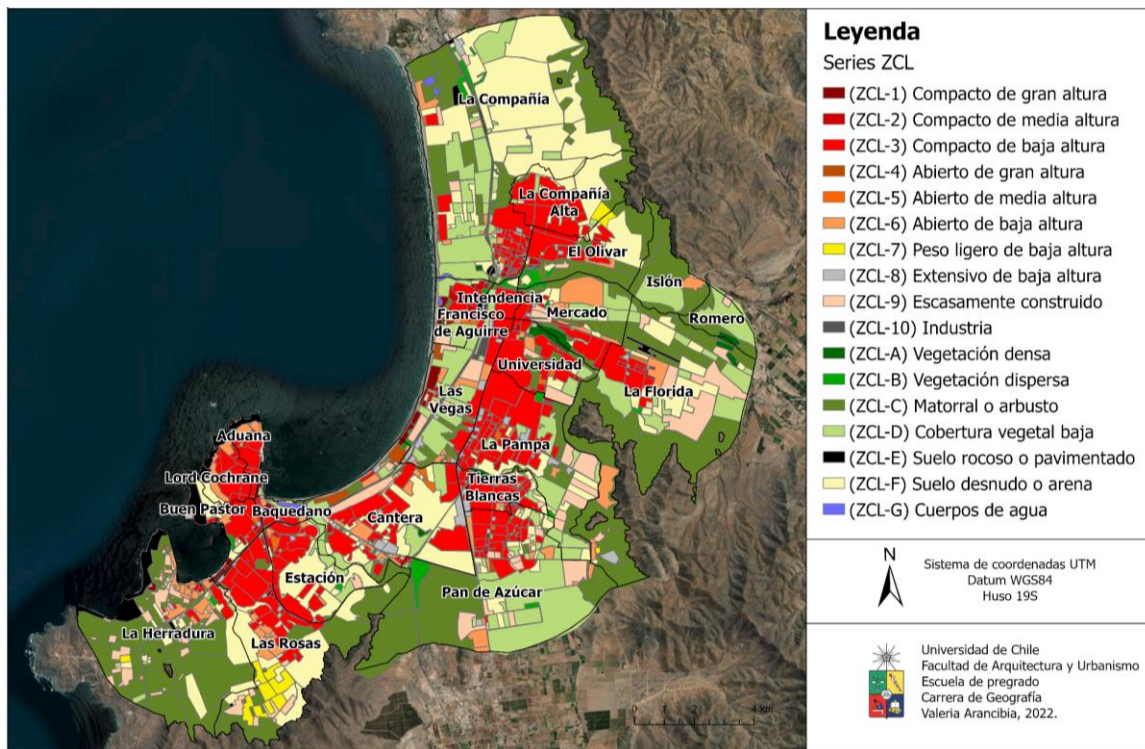 La Compañía
La Compañía
Alta
El Olivar
Islón
Intendencia
Francisco
de Aguirre
Mercado
Romero
Universidad
Las
Vegas
La Florida
La Pampa
Aduana
Lord Cochrane
Tierras
Blancas
Buen Pastor
Baquedano
Cantera
Estación
Pan de Azúcar
La Herradura
Las Rosas
0 2 4 km
Leyenda
Series ZCL
(ZCL-1) Compacto de gran altura
(ZCL-2) Compacto de media altura
(ZCL-3) Compacto de baja altura
(ZCL-4) Abierto de gran altura
(ZCL-5) Abierto de media altura
(ZCL-6) Abierto de baja altura
(ZCL-7) Peso ligero de baja altura
(ZCL-8) Extensivo de baja altura
(ZCL-9) Escasamente construido
(ZCL-10) Industria
(ZCL-A) Vegetación densa
(ZCL-B) Vegetación dispersa
(ZCL-C) Matorral o arbusto
(ZCL-D) Cobertura vegetal baja
(ZCL-E) Suelo rocoso o pavimentado
(ZCL-F) Suelo desnudo o arena
(ZCL-G) Cuerpos de agua
N
Sistema de coordenadas UTM
Datum WGS84
Huso 19S
Universidad de Chile
Facultad de Arquitectura y Urbanismo
Escuela de pregrado
Carrera de Geografía
Valeria Arancibia, 2022.